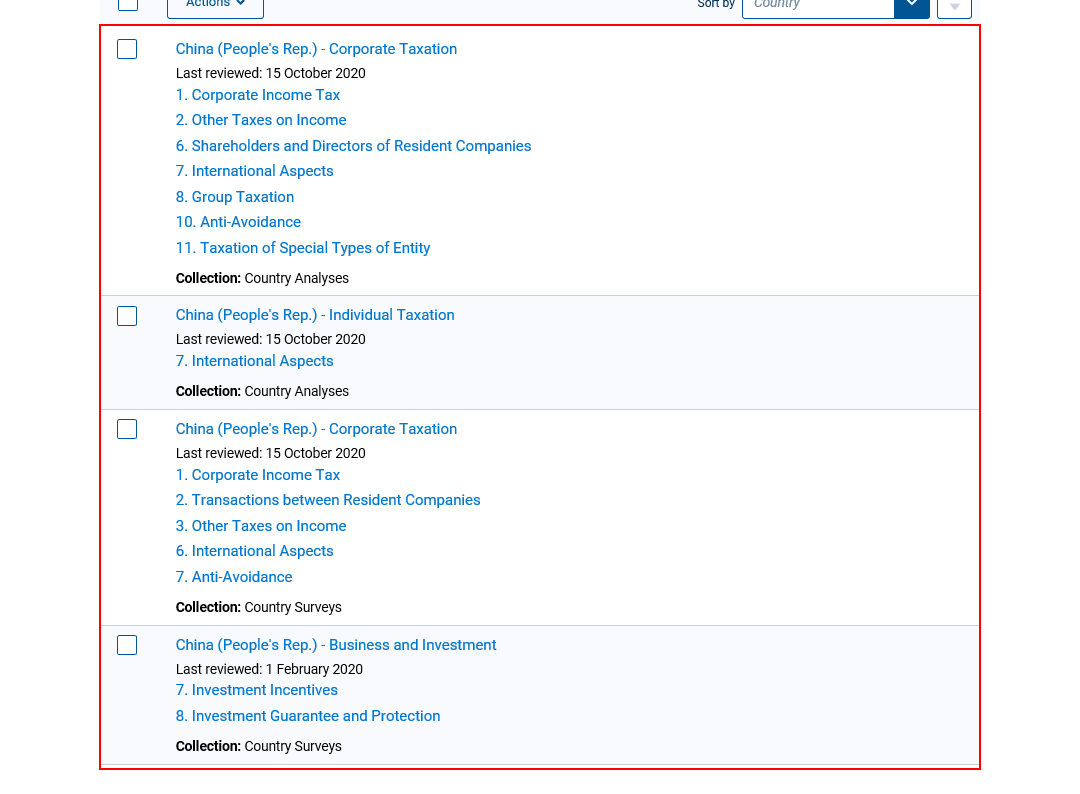 Actions
Sort by
Country
China (People's Rep.) - Corporate Taxation
Last reviewed: 15 October 2020
1. Corporate Income Tax
2. Other Taxes on Income
6. Shareholders and Directors of Resident Companies
7. International Aspects
8. Group Taxation
10. Anti-Avoidance
11. Taxation of Special Types of Entity
Collection: Country Analyses
China (People's Rep.) - Individual Taxation
Last reviewed: 15 October 2020
7. International Aspects
Collection: Country Analyses
China (People's Rep.) - Corporate Taxation
Last reviewed: 15 October 2020
1. Corporate Income Tax
2. Transactions between Resident Companies
3. Other Taxes on Income
6. International Aspects
7. Anti-Avoidance
Collection: Country Surveys
China (People's Rep.) - Business and Investment
Last reviewed: 1 February 2020
7. Investment Incentives
8. Investment Guarantee and Protection
Collection: Country Surveys